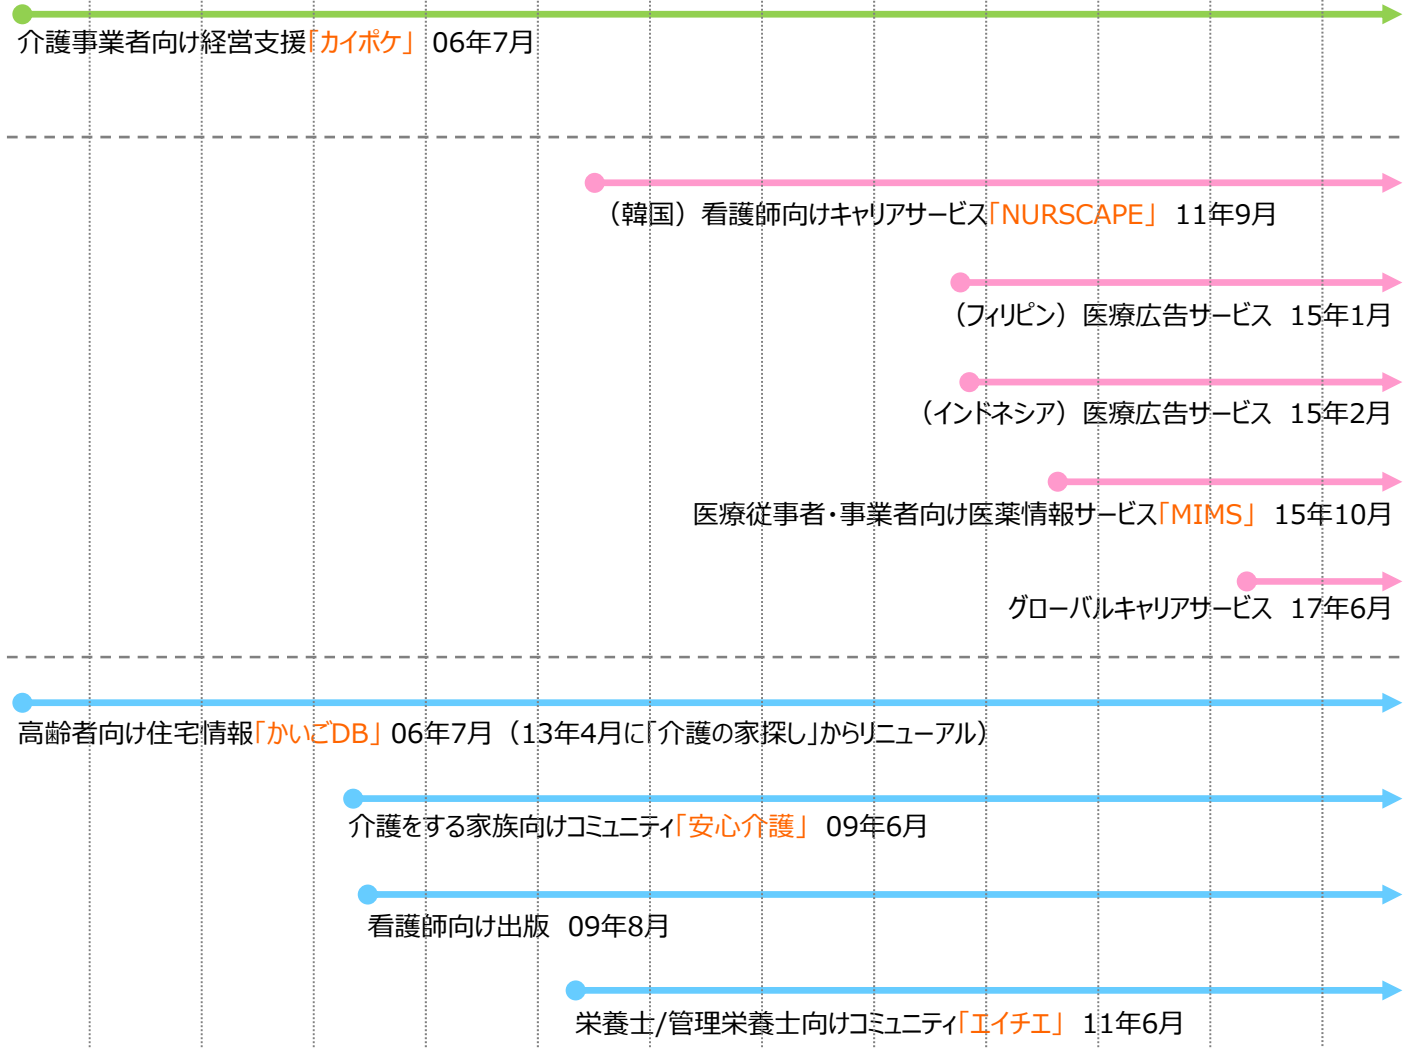 介護事業者向け経営支援「カイポケ」 06年7月
（韓国）看護師向けキャリアサービス「NURSCAPE」 11年9月
（フィリピン）医療広告サービス 15年1月
（インドネシア）医療広告サービス 15年2月
医療従事者・事業者向け医薬情報サービス「MIMS」 15年10月
グローバルキャリアサービス 17年6月
高齢者向け住宅情報「かいごDB」 06年7月（13年4月に「介護の家探し」からリニューアル）
介護をする家族向けコミュニティ「安心介護」 09年6月
看護師向け出版 09年8月
栄養士/管理栄養士向けコミュニティ「エイチエ」 11年6月